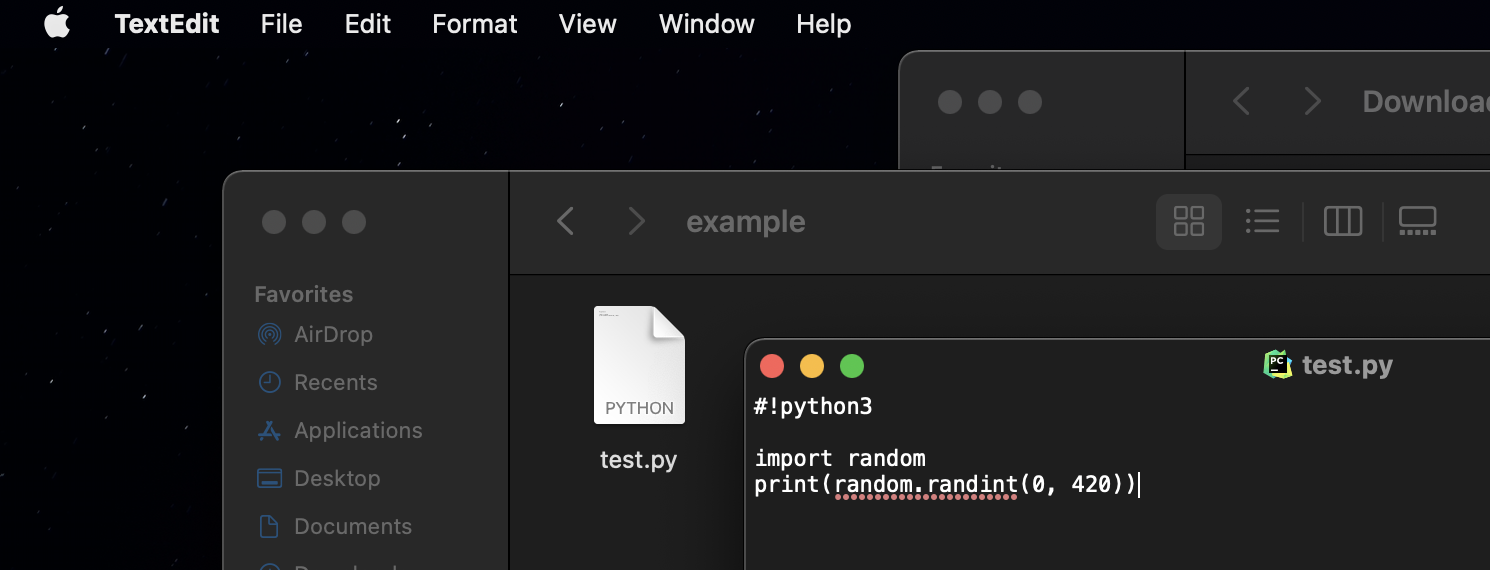 TextEdit File Edit Format View Window Help
example
Favorites
AirDrop
Recents
Applications
Desktop
Documents
PYTHON
test.py
PC test.py
#!python3
import random
print(random.randint(0, 420))